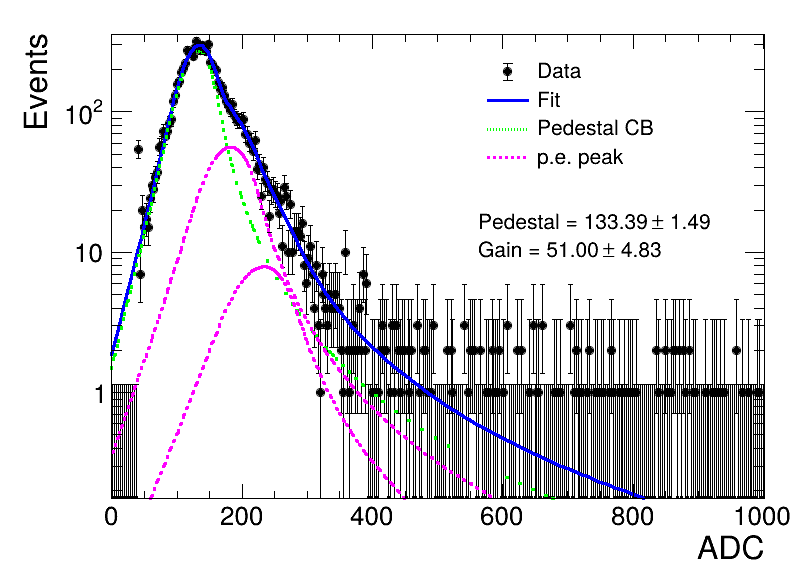 Events
10²
10
1
Data
Fit
Pedestal CB
p.e. peak
Pedestal = 133.39 ± 1.49
Gain = 51.00 ± 4.83
0 200 400 600 800 1000
ADC